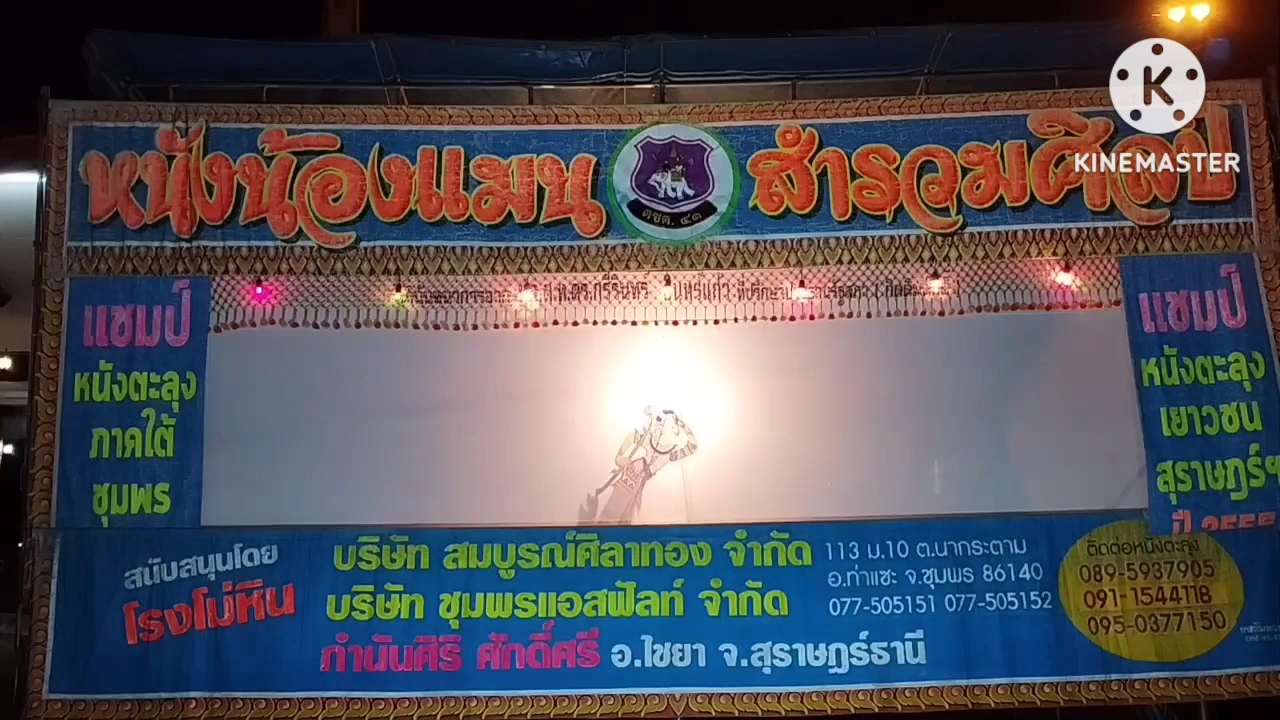 หนังน้องแมน
ตชด. ๔๑
สำรวมศิลป์
KINEMASTER
แชมป์
หนังตะลุง
ภาคใต้
ชุมพร
แชมป์
หนังตะลุง
เยาวชน
สุราษฎร์ฯ
ปี 2555
สนับสนุนโดย
โรงโม่หิน
บริษัท สมบูรณ์ศิลาทอง จำกัด
บริษัท ชุมพรแอสฟัลท์ จำกัด
กำนันศิริ ศักดิ์ศรี อ.ไชยา จ.สุราษฎร์ธานี
113 ม.10 ต.นากระตาม
อ.ท่าแซะ จ.ชุมพร 86140
077-505151 077-505152
ติดต่อหนังตะลุง
089-5937905
091-1544118
095-0377150